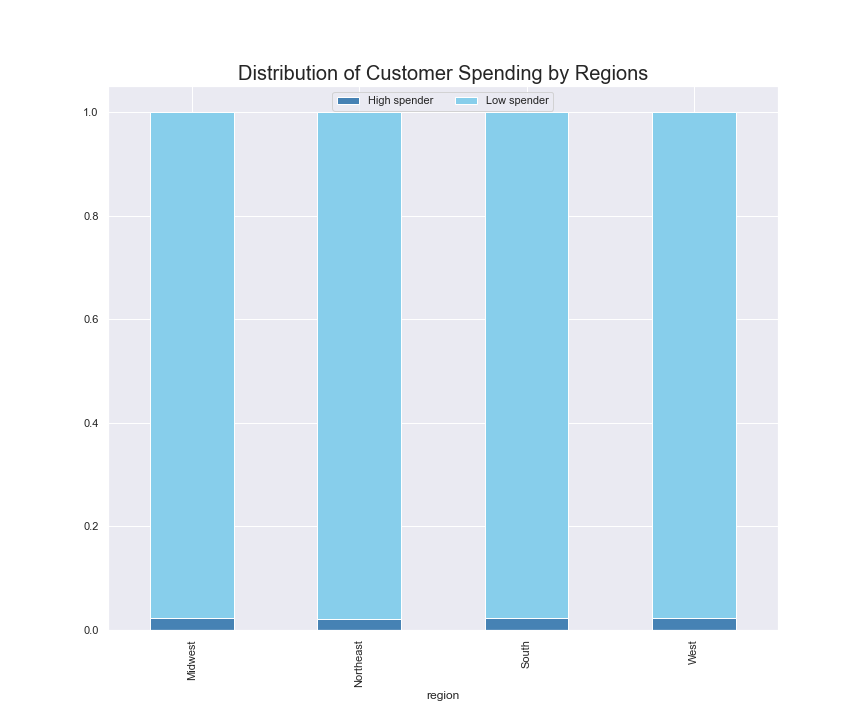 Distribution of Customer Spending by Regions
High spender Low spender
1.0
0.8
0.6
0.4
0.2
0.0
Midwest
Northeast
South
West
region